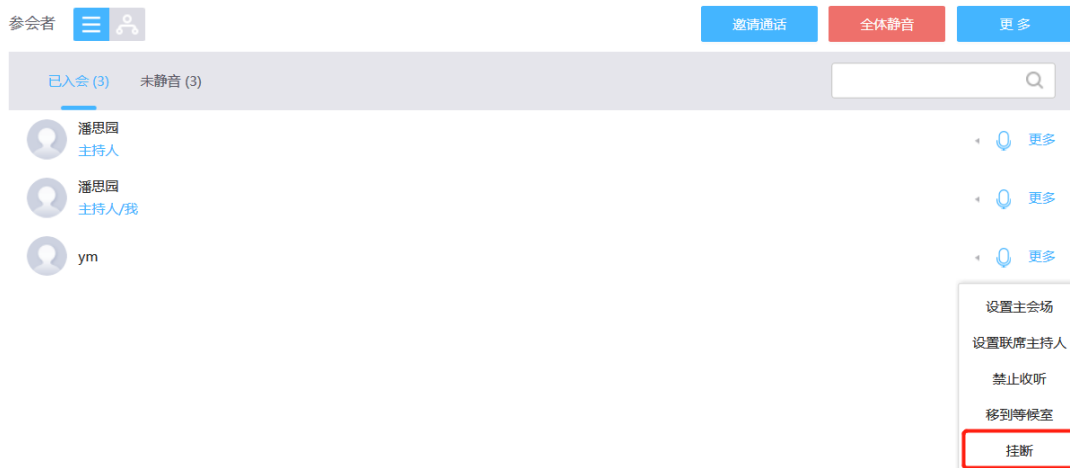 参会者 邀请通话 全体静音 更多
已入会 (3) 未静音 (3)
潘思园
主持人 更多
潘思园
主持人/我 更多
ym 更多
设置主会场
设置联席主持人
禁止收听
移到等候室
挂断